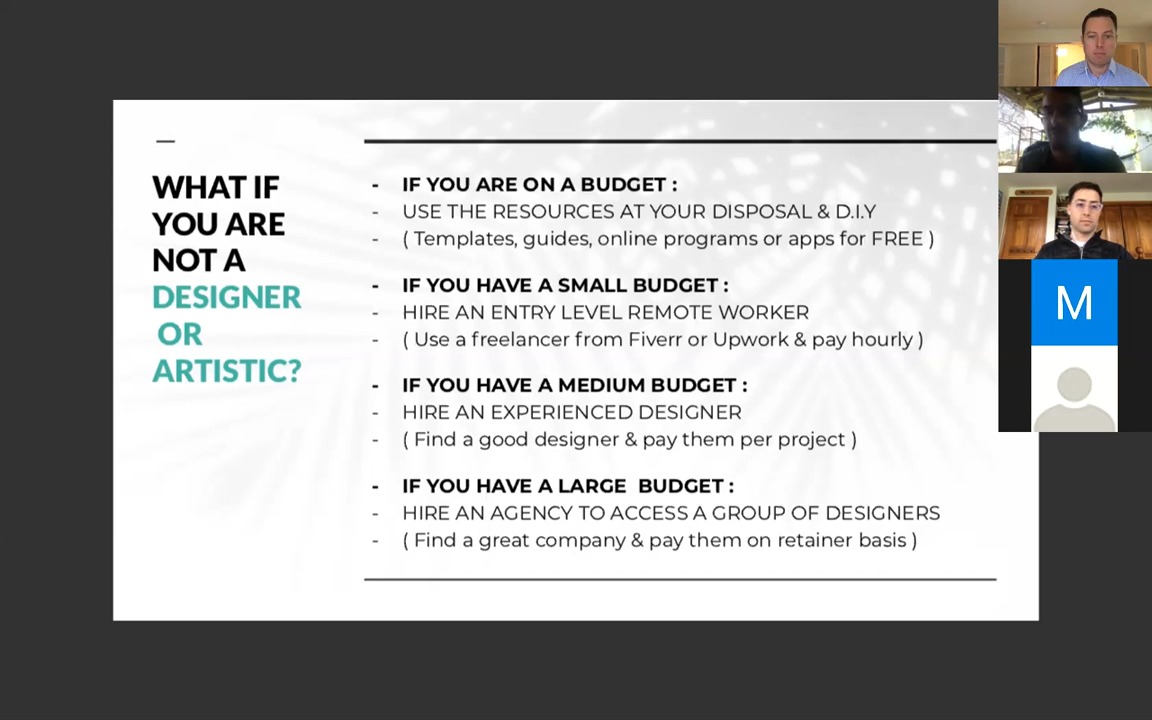 WHAT IF
YOU ARE
NOT A
DESIGNER
OR
ARTISTIC?
- IF YOU ARE ON A BUDGET :
- USE THE RESOURCES AT YOUR DISPOSAL & D.I.Y
- ( Templates, guides, online programs or apps for FREE )
- IF YOU HAVE A SMALL BUDGET :
- HIRE AN ENTRY LEVEL REMOTE WORKER
- ( Use a freelancer from Fiverr or Upwork & pay hourly )
- IF YOU HAVE A MEDIUM BUDGET :
- HIRE AN EXPERIENCED DESIGNER
- ( Find a good designer & pay them per project )
- IF YOU HAVE A LARGE BUDGET :
- HIRE AN AGENCY TO ACCESS A GROUP OF DESIGNERS
- ( Find a great company & pay them on retainer basis )
M